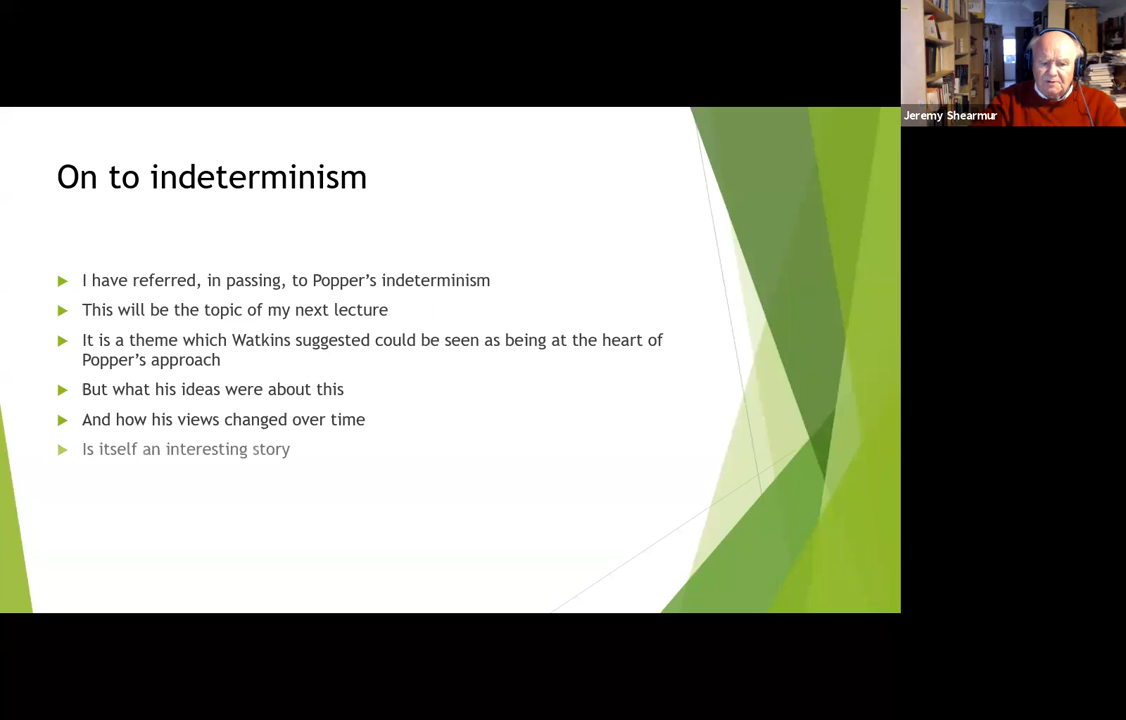 Jeremy Shearmur
On to indeterminism
I have referred, in passing, to Popper’s indeterminism
This will be the topic of my next lecture
It is a theme which Watkins suggested could be seen as being at the heart of
Popper’s approach
But what his ideas were about this
And how his views changed over time
Is itself an interesting story